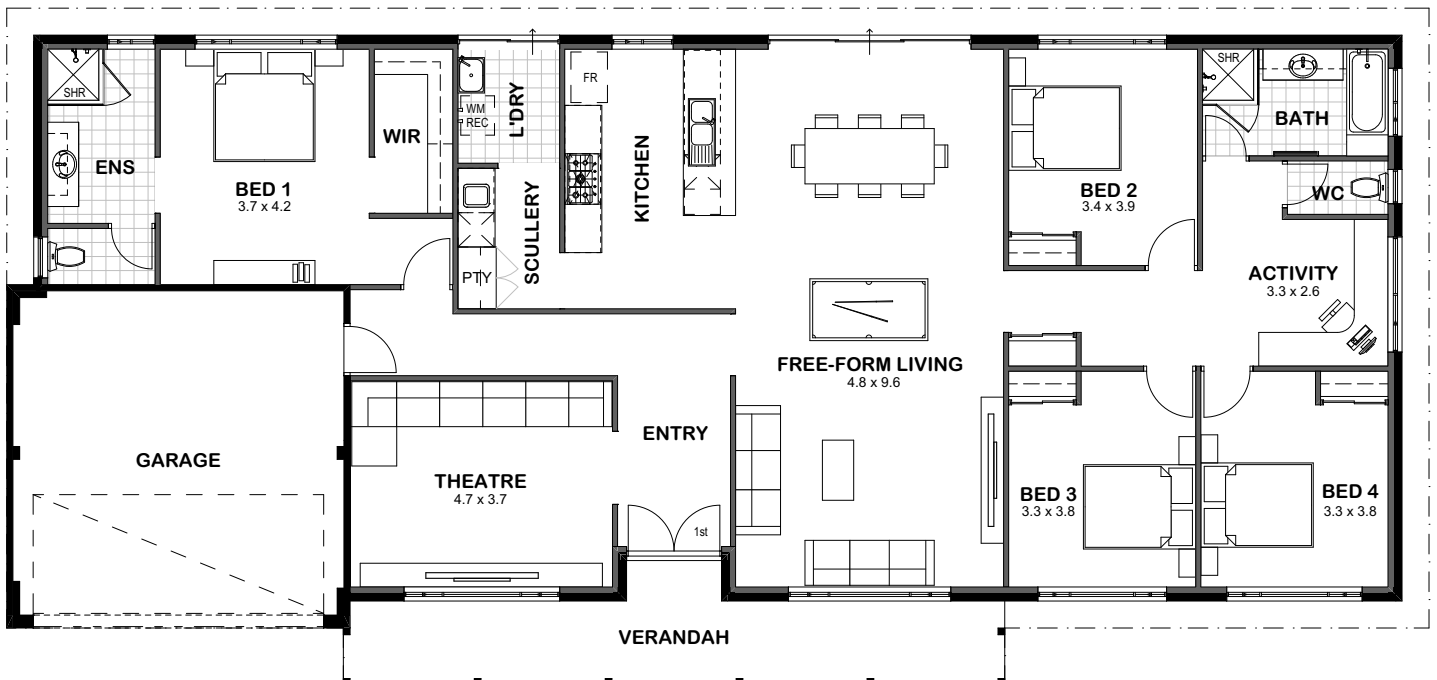 SHR
ENS
BED 1
3.7 x 4.2
WIR
WM
REC
L'DRY
SCULLERY
PTY
FR
KITCHEN
FREE-FORM LIVING
4.8 x 9.6
BED 2
3.4 x 3.9
SHR
BATH
WC
ACTIVITY
3.3 x 2.6
GARAGE
THEATRE
4.7 x 3.7
ENTRY
1st
BED 3
3.3 x 3.8
BED 4
3.3 x 3.8
VERANDAH